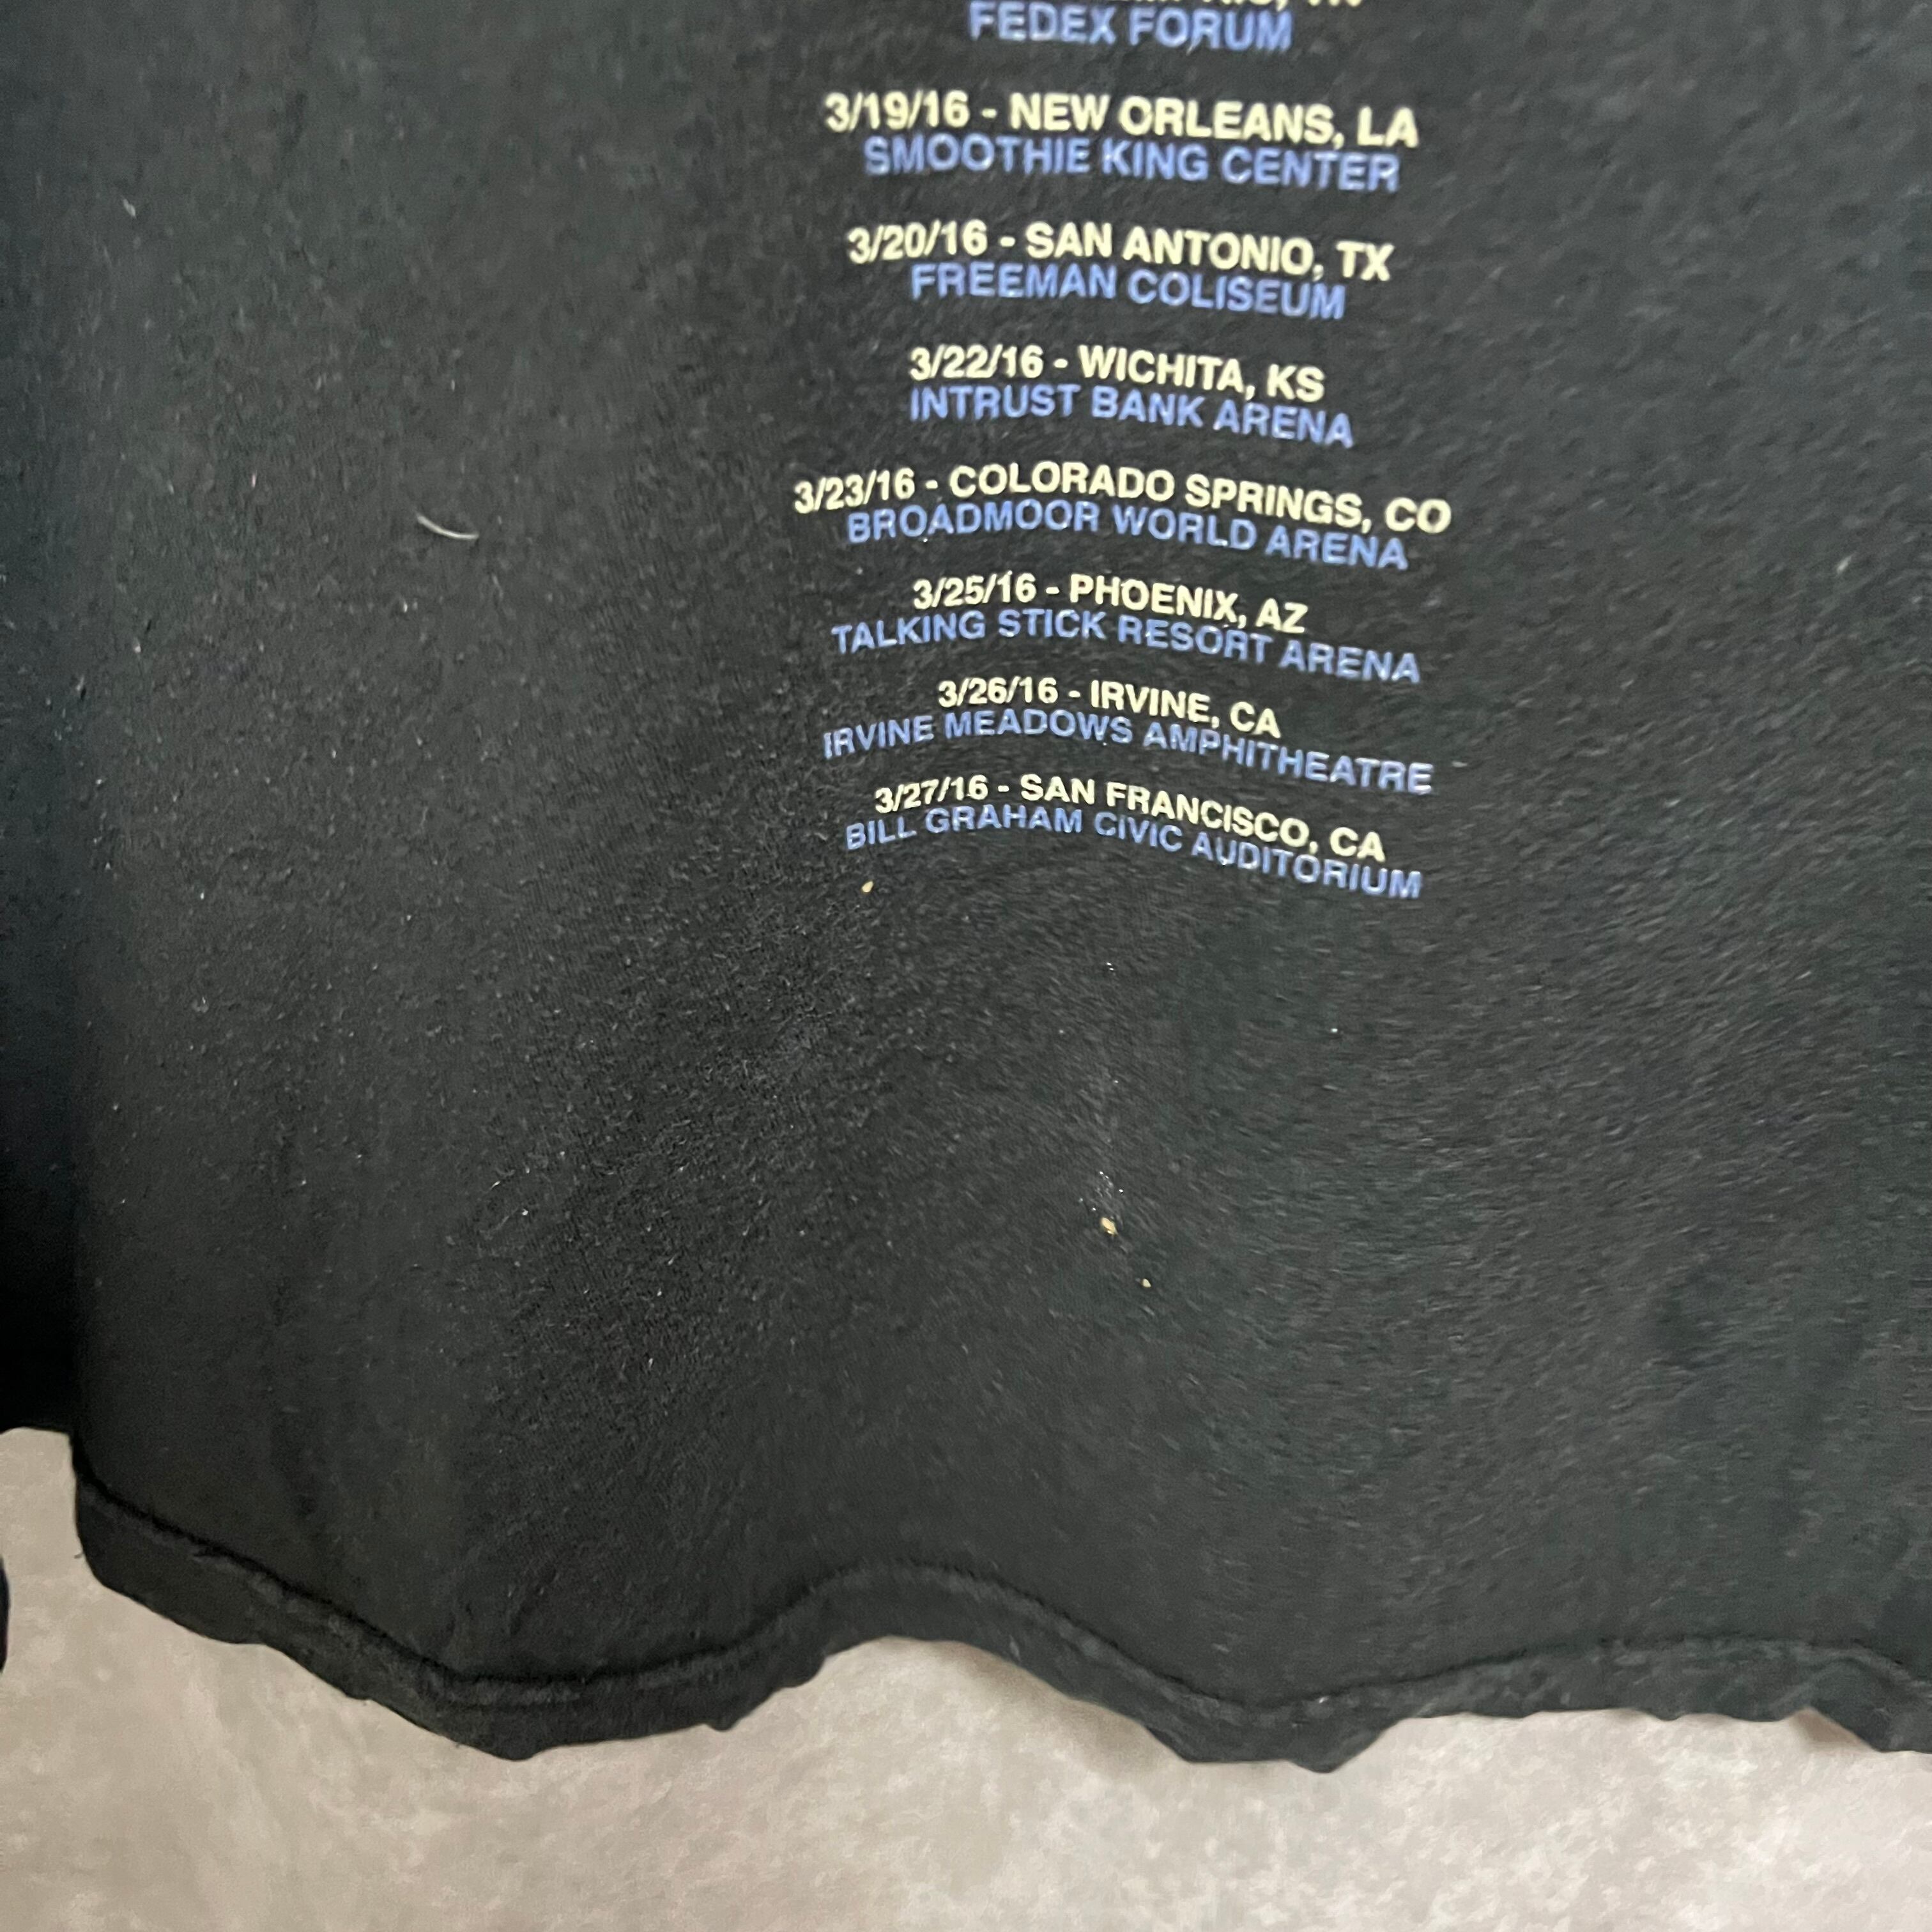 FEDEX FORUM
3/19/16 - NEW ORLEANS, LA
SMOOTHIE KING CENTER
3/20/16 - SAN ANTONIO, TX
FREEMAN COLISEUM
3/22/16 - WICHITA, KS
INTRUST BANK ARENA
3/23/16 - COLORADO SPRINGS, CO
BROADMOOR WORLD ARENA
3/25/16 - PHOENIX, AZ
TALKING STICK RESORT ARENA
3/26/16 - IRVINE, CA
IRVINE MEADOWS AMPHITHEATRE
3/27/16 - SAN FRANCISCO, CA
BILL GRAHAM CIVIC AUDITORIUM